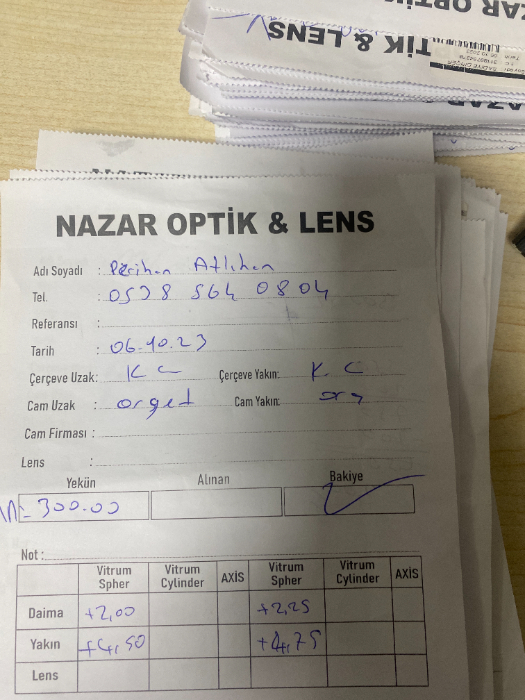 TİK & LENS
NAZAR OPTİK & LENS
Adı Soyadı : Perihan Atlıhan
Tel. : 0538 564 0804
Referansı :
Tarih : 06.10.23
Çerçeve Uzak: K C Çerçeve Yakın: K. C
Cam Uzak : orget Cam Yakın: org
Cam Firması :
Lens :
Yekün Alınan Bakiye
300.00
Not :
Vitrum Spher Vitrum Cylinder AXİS Vitrum Spher Vitrum Cylinder AXİS
Daima +2,00 +2,25
Yakın +4,50 +4,75
Lens